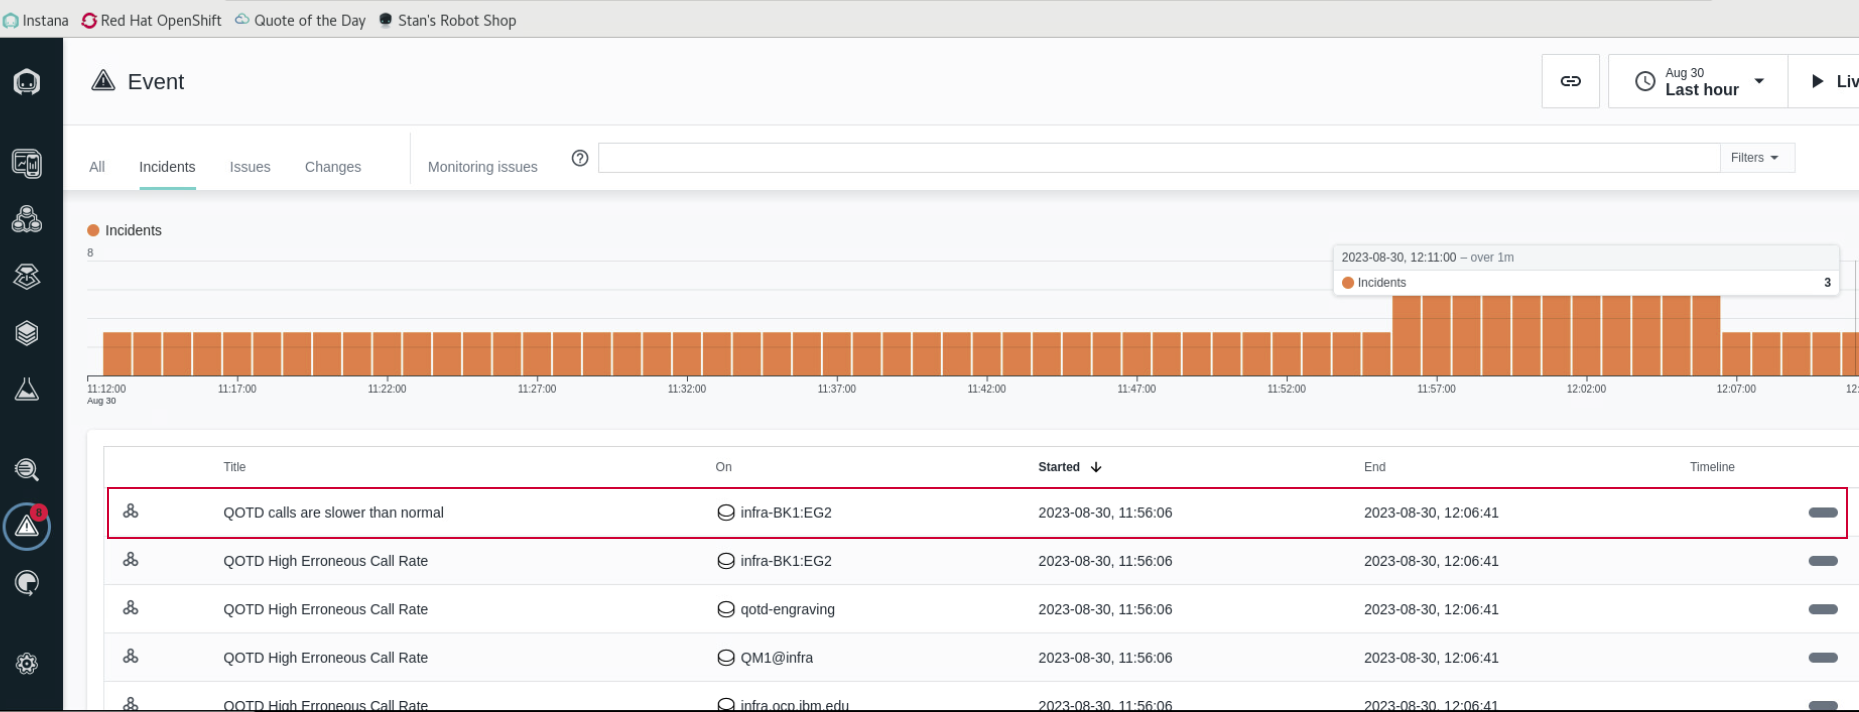 Instana Red Hat OpenShift Quote of the Day Stan's Robot Shop
Event
Aug 30
Last hour
Liv
All Incidents Issues Changes Monitoring issues Filters
Incidents
8
2023-08-30, 12:11:00 – over 1m
Incidents 3
11:12:00 11:17:00 11:22:00 11:27:00 11:32:00 11:37:00 11:42:00 11:47:00 11:52:00 11:57:00 12:02:00 12:07:00 12:
Aug 30
Title On Started End Timeline
QOTD calls are slower than normal infra-BK1:EG2 2023-08-30, 11:56:06 2023-08-30, 12:06:41
8
QOTD High Erroneous Call Rate infra-BK1:EG2 2023-08-30, 11:56:06 2023-08-30, 12:06:41
QOTD High Erroneous Call Rate qotd-engraving 2023-08-30, 11:56:06 2023-08-30, 12:06:41
QOTD High Erroneous Call Rate QM1@infra 2023-08-30, 11:56:06 2023-08-30, 12:06:41
QOTD High Erroneous Call Rate infra.ocp.ibm.edu 2023-08-30, 11:56:06 2023-08-30, 12:06:41